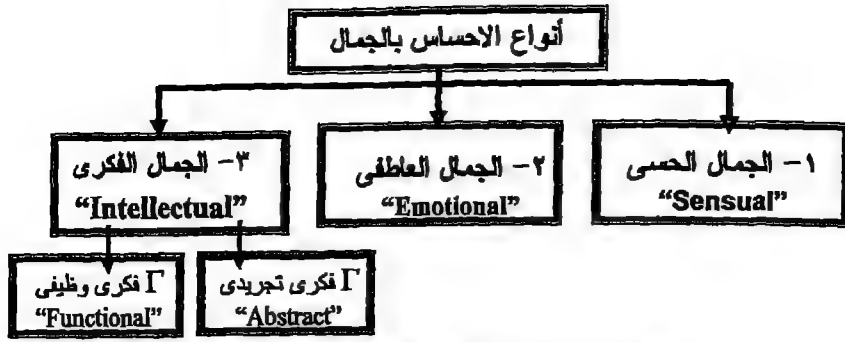 أنواع الاحساس بالجمال
١- الجمال الحسى
“Sensual”
٢- الجمال العاطفى
“Emotional”
٣- الجمال الفكرى
“Intellectual”
Γ فكرى تجريدى
“Abstract”
Γ فكرى وظيفى
“Functional”